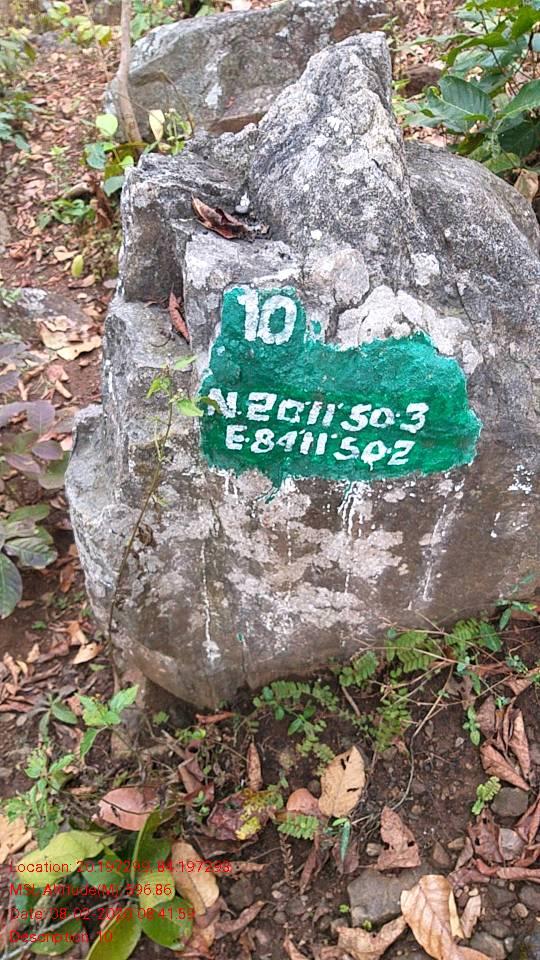 10
N.2011'50.3
E.8411'50.2
Location: 20.197299, 84.197293
MSL Altitude(M): 596.86
Date: 08-02-2020 08:41:59
Description: 10